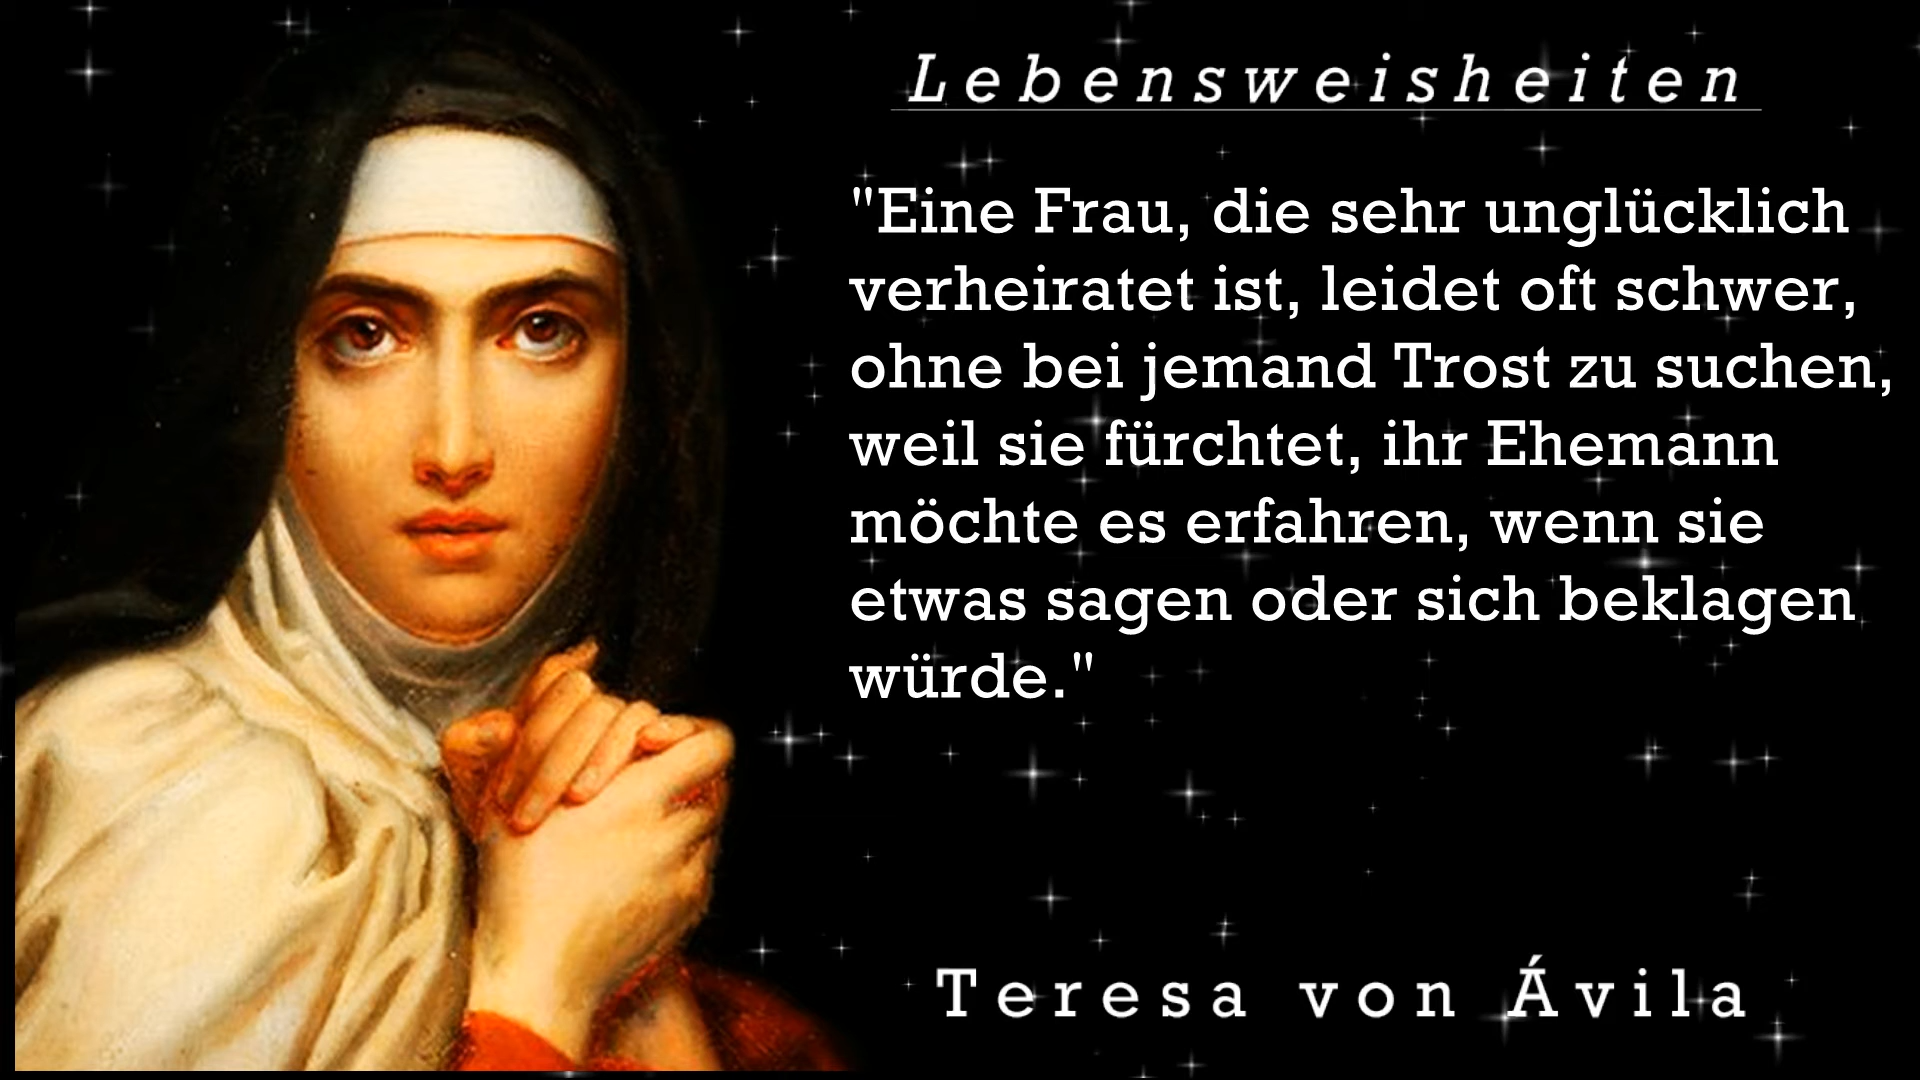 Lebensweisheiten
"Eine Frau, die sehr unglücklich
verheiratet ist, leidet oft schwer,
ohne bei jemand Trost zu suchen,
weil sie fürchtet, ihr Ehemann
möchte es erfahren, wenn sie
etwas sagen oder sich beklagen
würde."
Teresa von Ávila